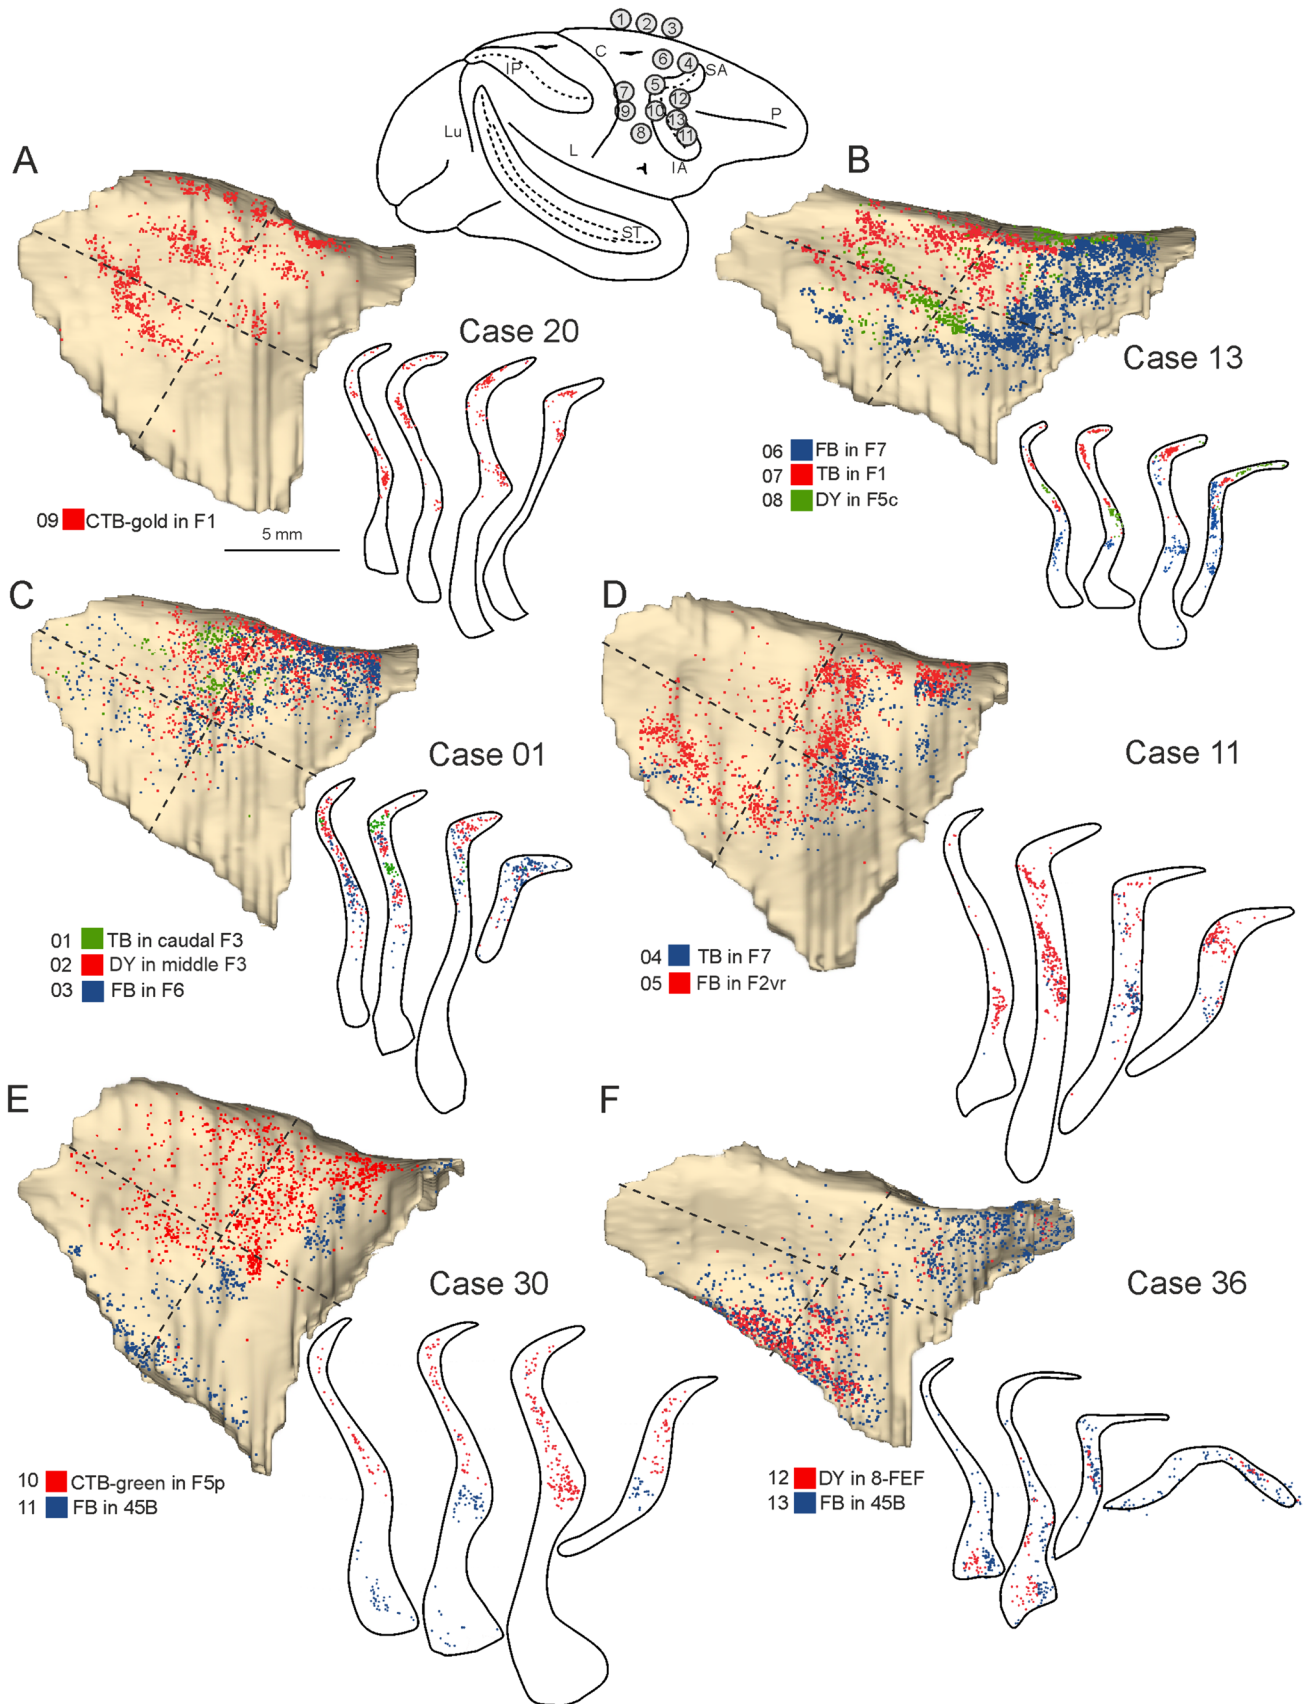 1 2 3
C
6 4
SA
IP
5
7 12
9 10 P
13
8 11
Lu
L
IA
ST
A
B
Case 20
Case 13
06 FB in F7
07 TB in F1
08 DY in F5c
09 CTB-gold in F1
5 mm
C
D
Case 01
Case 11
01 TB in caudal F3
02 DY in middle F3
03 FB in F6
04 TB in F7
05 FB in F2vr
E
F
Case 30
Case 36
10 CTB-green in F5p
11 FB in 45B
12 DY in 8-FEF
13 FB in 45B